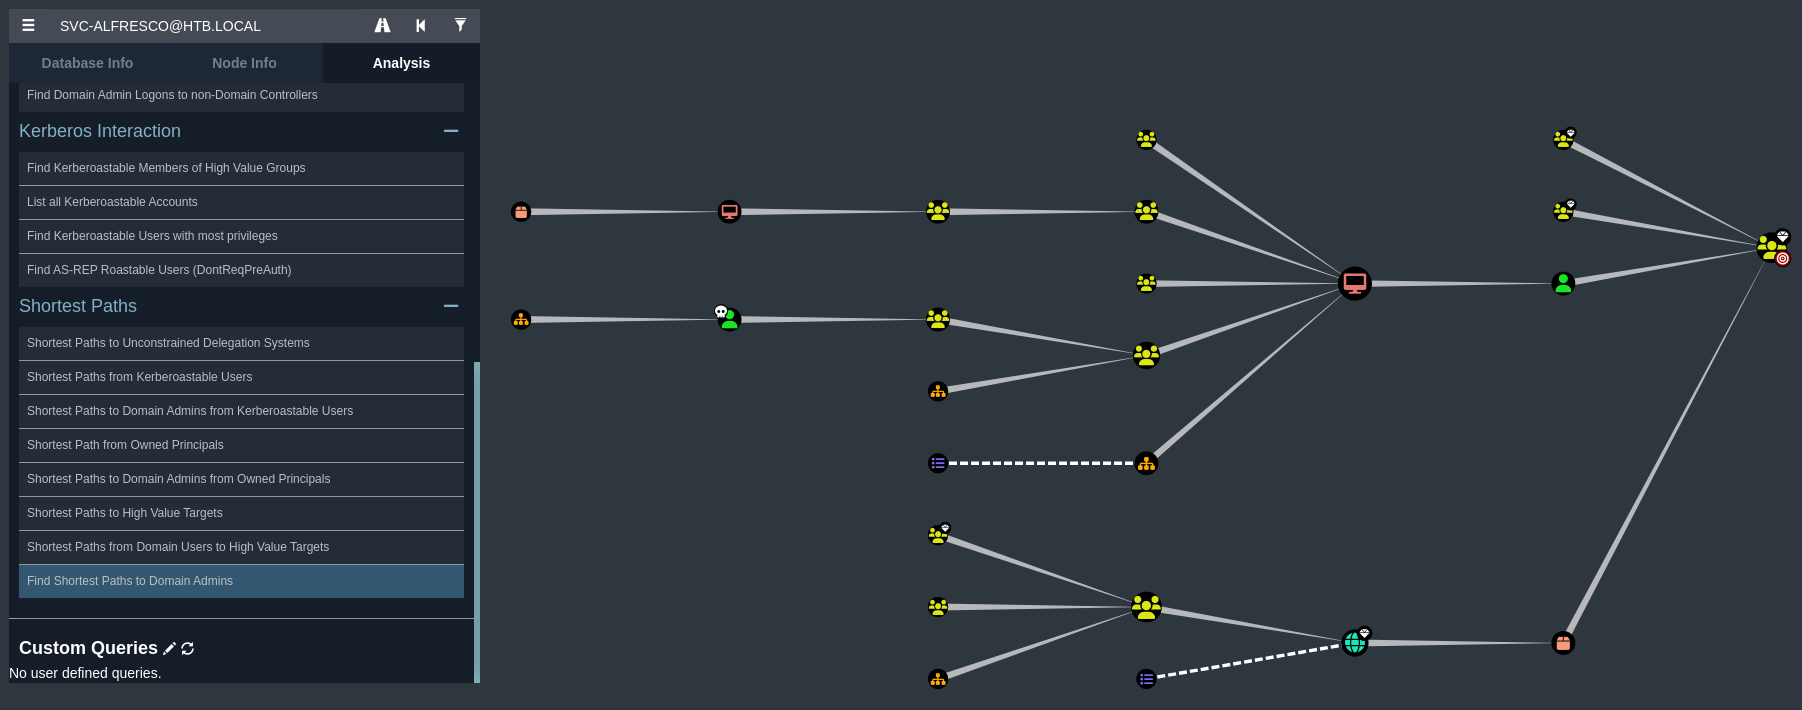 SVC-ALFRESCO@HTB.LOCAL
Database Info Node Info Analysis
Find Domain Admin Logons to non-Domain Controllers
Kerberos Interaction
Find Kerberoastable Members of High Value Groups
List all Kerberoastable Accounts
Find Kerberoastable Users with most privileges
Find AS-REP Roastable Users (DontReqPreAuth)
Shortest Paths
Shortest Paths to Unconstrained Delegation Systems
Shortest Paths from Kerberoastable Users
Shortest Paths to Domain Admins from Kerberoastable Users
Shortest Path from Owned Principals
Shortest Paths to Domain Admins from Owned Principals
Shortest Paths to High Value Targets
Shortest Paths from Domain Users to High Value Targets
Find Shortest Paths to Domain Admins
Custom Queries
No user defined queries.